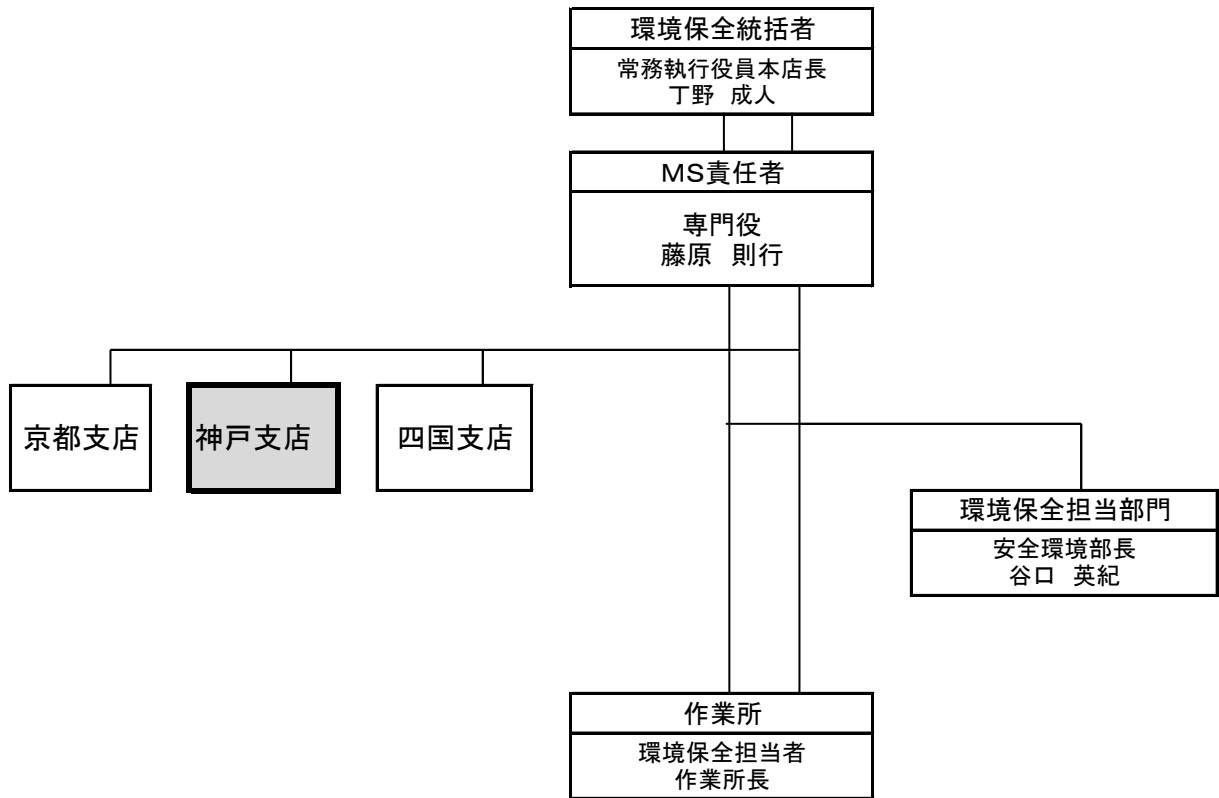 環境保全統括者
常務執行役員本店長
丁野 成人
MS責任者
専門役
藤原 則行
京都支店
神戸支店
四国支店
環境保全担当部門
安全環境部長
谷口 英紀
作業所
環境保全担当者
作業所長